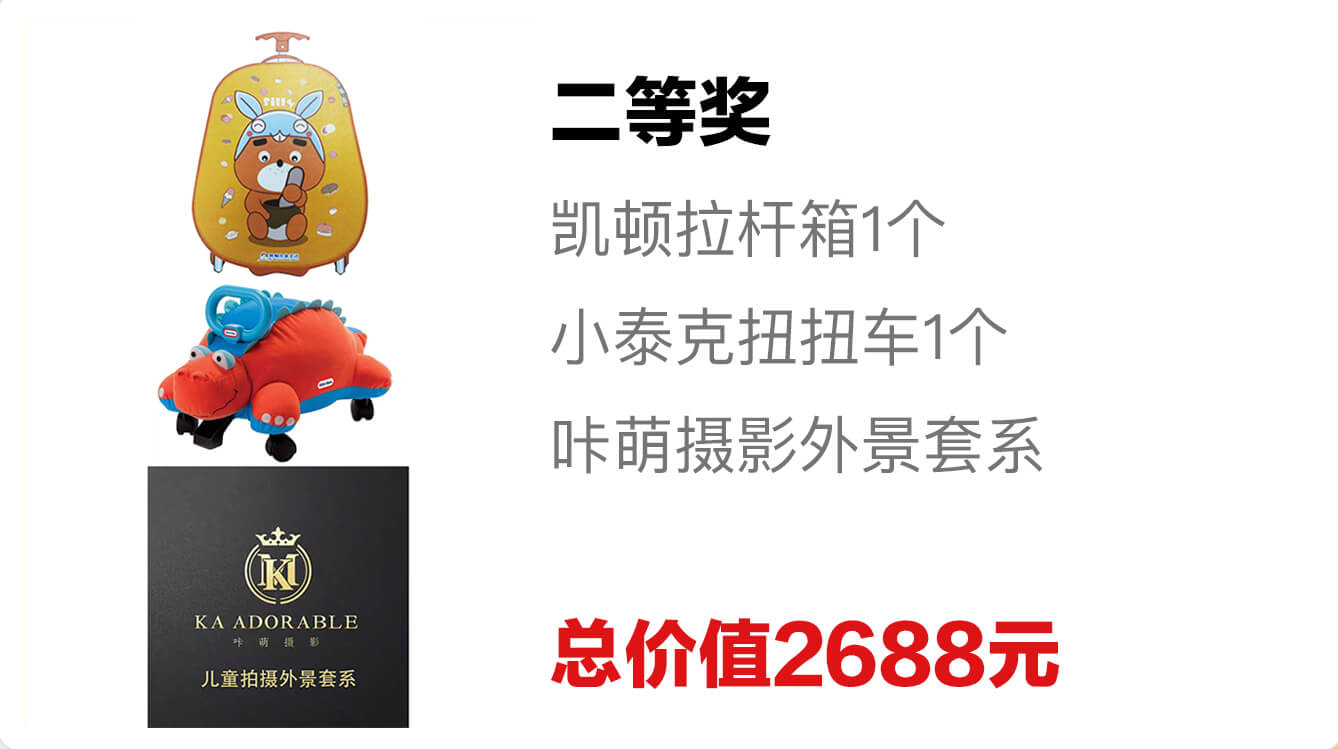 二等奖
凯顿拉杆箱1个
小泰克扭扭车1个
咔萌摄影外景套系
总价值2688元
SILLY
KM
KA ADORABLE
咔萌摄影
儿童拍摄外景套系